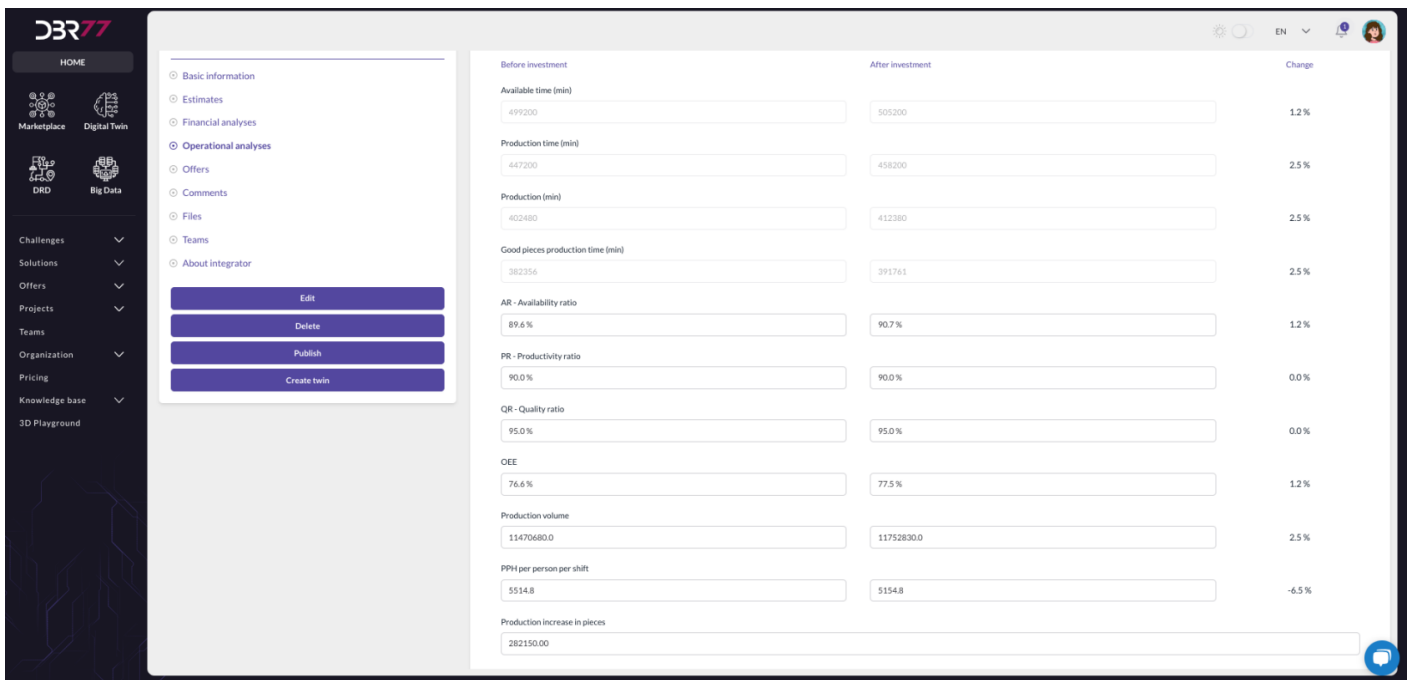 DBR77
HOME
Marketplace
Digital Twin
DRD
Big Data
Challenges
Solutions
Offers
Projects
Teams
Organization
Pricing
Knowledge base
3D Playground
EN
1
Basic information
Estimates
Financial analyses
Operational analyses
Offers
Comments
Files
Teams
About integrator
Edit
Delete
Publish
Create twin
Before investment After investment Change
Available time (min)
499200 505200 1.2 %
Production time (min)
447200 458200 2.5 %
Production (min)
402480 412380 2.5 %
Good pieces production time (min)
382356 391761 2.5 %
AR - Availability ratio
89.6 % 90.7 % 1.2 %
PR - Productivity ratio
90.0 % 90.0 % 0.0 %
QR - Quality ratio
95.0 % 95.0 % 0.0 %
OEE
76.6 % 77.5 % 1.2 %
Production volume
11470680.0 11752830.0 2.5 %
PPH per person per shift
5514.8 5154.8 -6.5 %
Production increase in pieces
282150.00